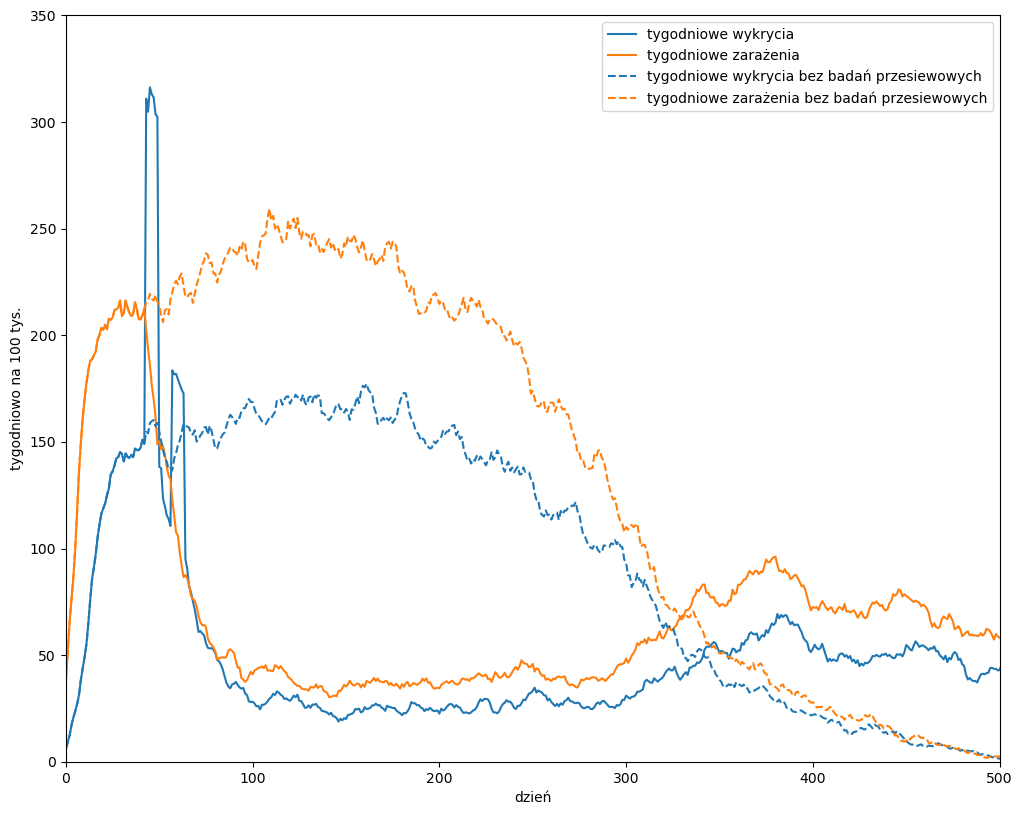 350
300
250
200
150
100
50
0
tygodniowo na 100 tys.
tygodniowe wykrycia
tygodniowe zarażenia
tygodniowe wykrycia bez badań przesiewowych
tygodniowe zarażenia bez badań przesiewowych
0 100 200 300 400 500
dzień